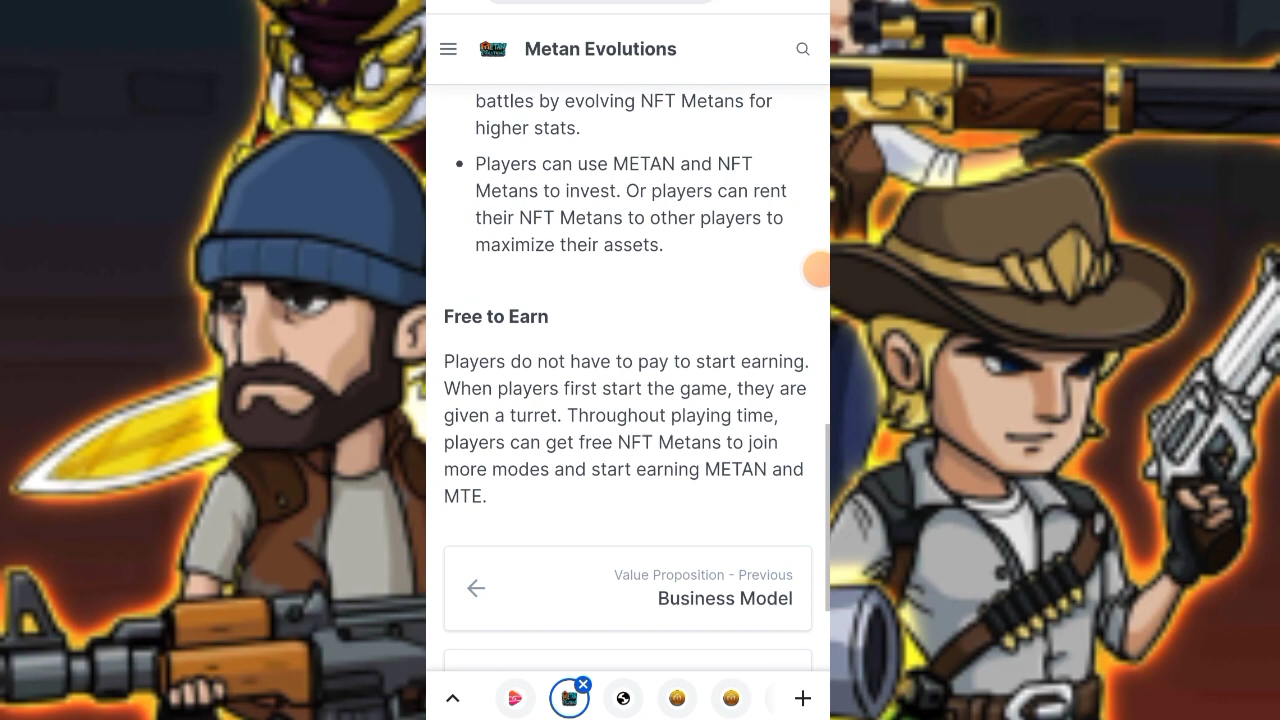 Metan Evolutions
battles by evolving NFT Metans for
higher stats.
• Players can use METAN and NFT
Metans to invest. Or players can rent
their NFT Metans to other players to
maximize their assets.
Free to Earn
Players do not have to pay to start earning.
When players first start the game, they are
given a turret. Throughout playing time,
players can get free NFT Metans to join
more modes and start earning METAN and
MTE.
Value Proposition - Previous
Business Model